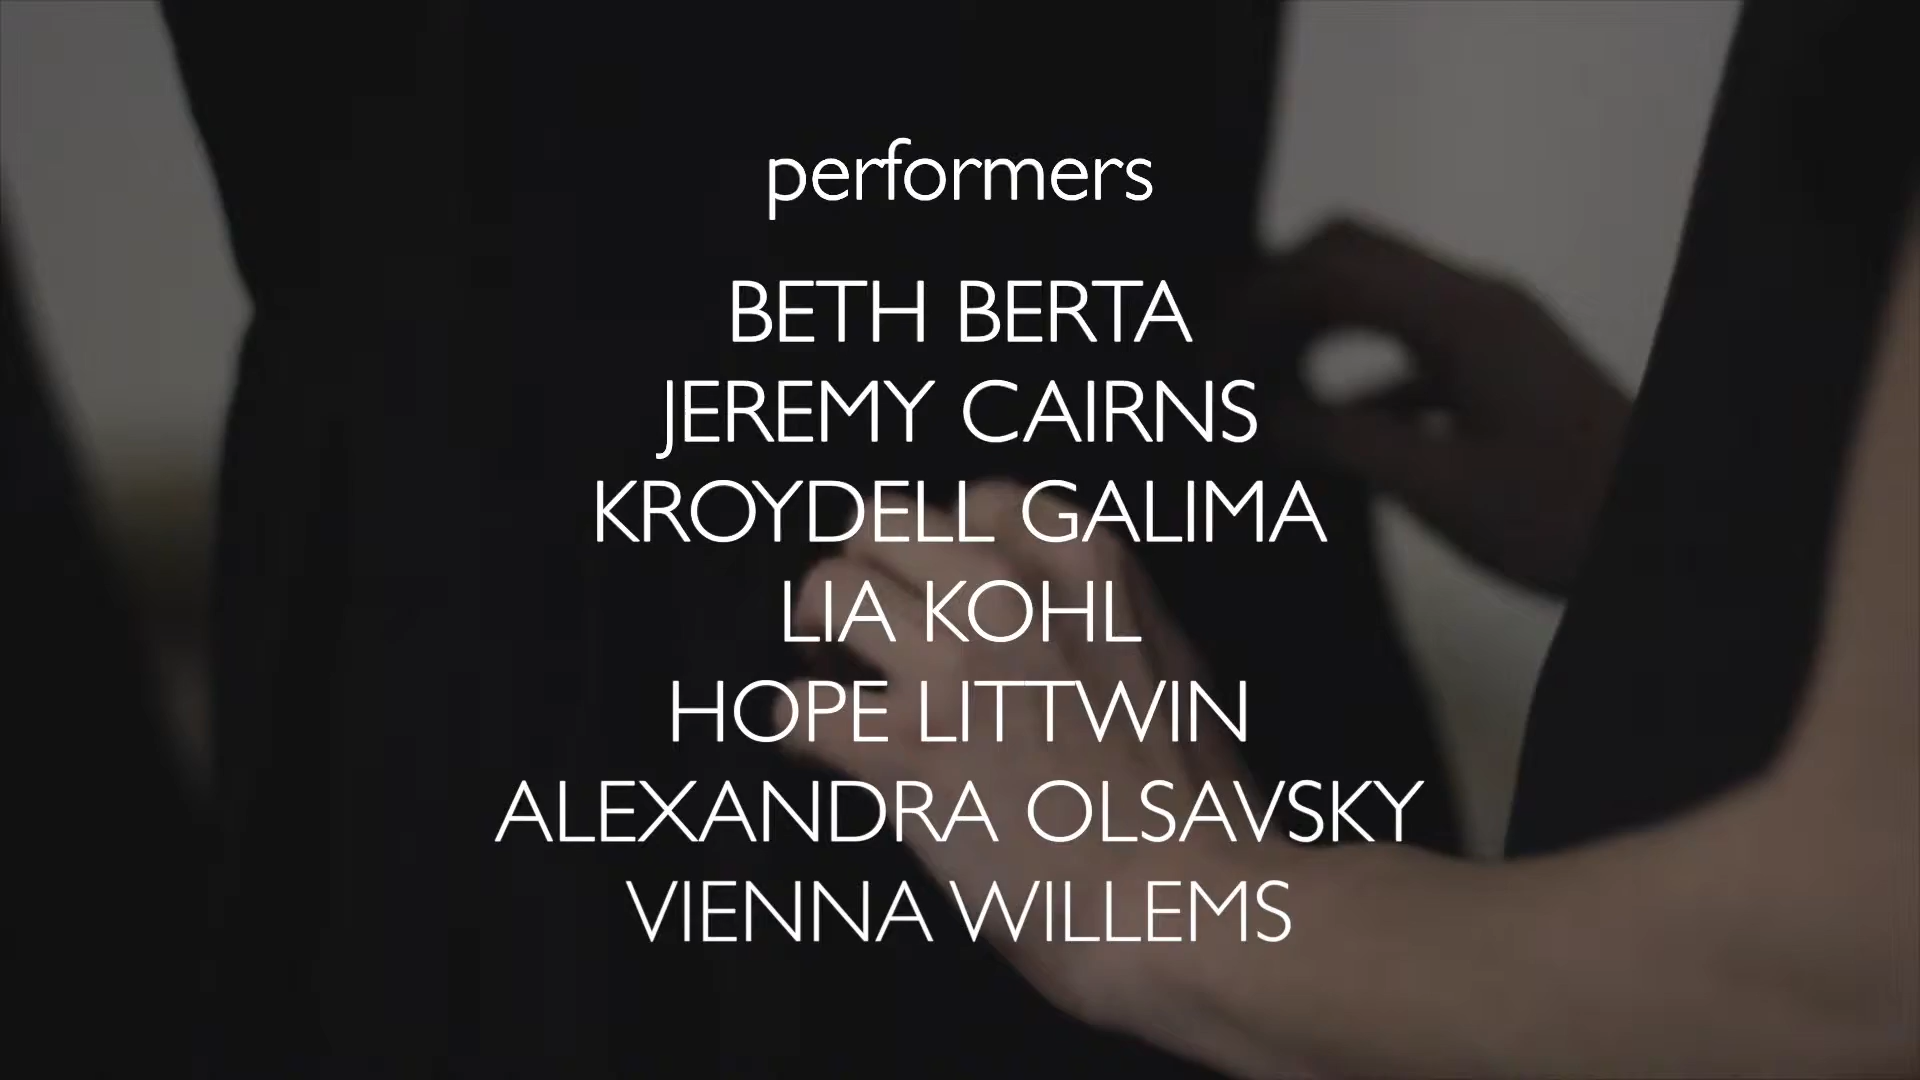 performers
BETH BERTA
JEREMY CAIRNS
KROYDELL GALIMA
LIA KOHL
HOPE LITTWIN
ALEXANDRA OLSAVSKY
VIENNA WILLEMS